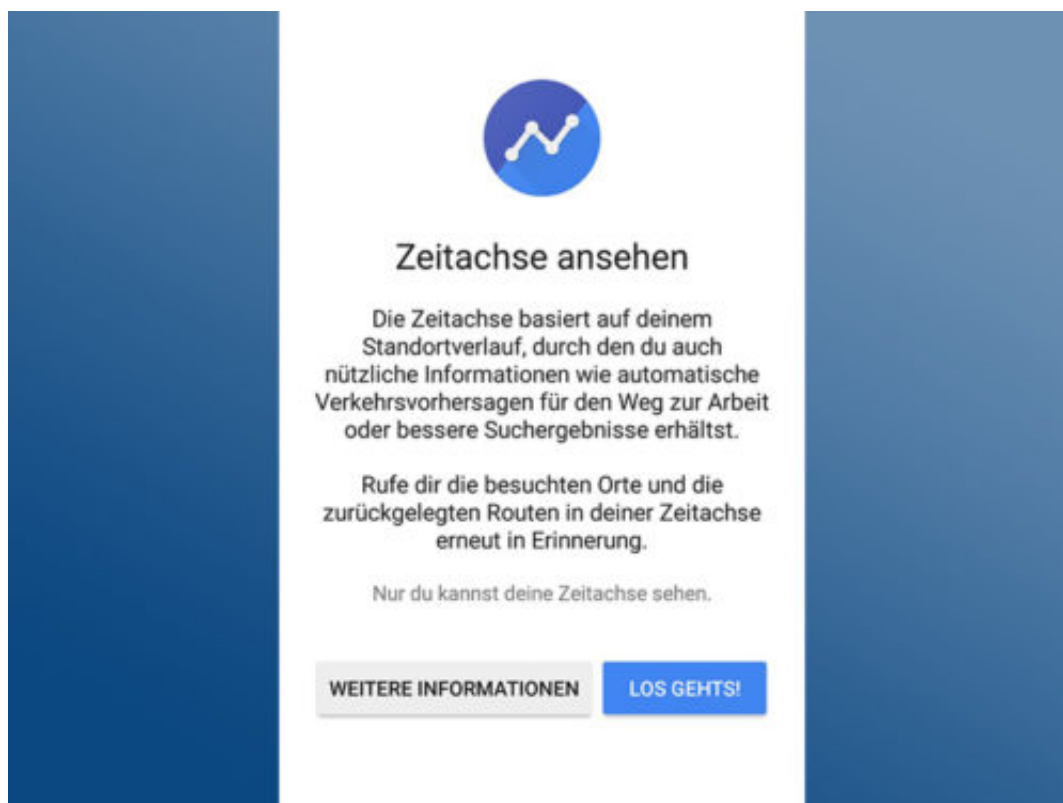 Zeitachse ansehen
Die Zeitachse basiert auf deinem
Standortverlauf, durch den du auch
nützliche Informationen wie automatische
Verkehrsvorhersagen für den Weg zur Arbeit
oder bessere Suchergebnisse erhältst.
Rufe dir die besuchten Orte und die
zurückgelegten Routen in deiner Zeitachse
erneut in Erinnerung.
Nur du kannst deine Zeitachse sehen.
WEITERE INFORMATIONEN LOS GEHTS!